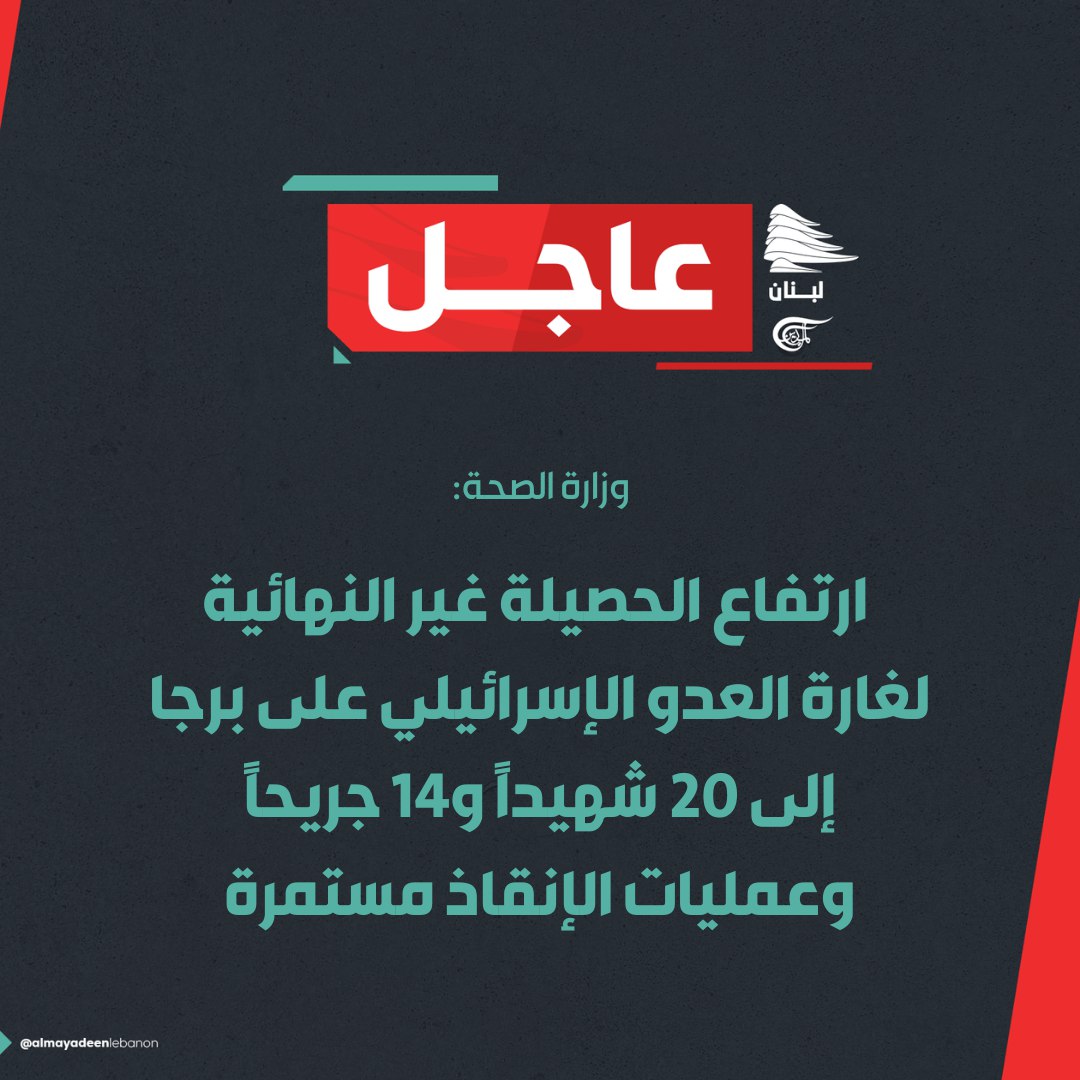 عاجل
لبنان
الميادين
وزارة الصحة:
ارتفاع الحصيلة غير النهائية
لغارة العدو الإسرائيلي على برجا
إلى 20 شهيداً و14 جريحاً
وعمليات الإنقاذ مستمرة
@almayadeenlebanon